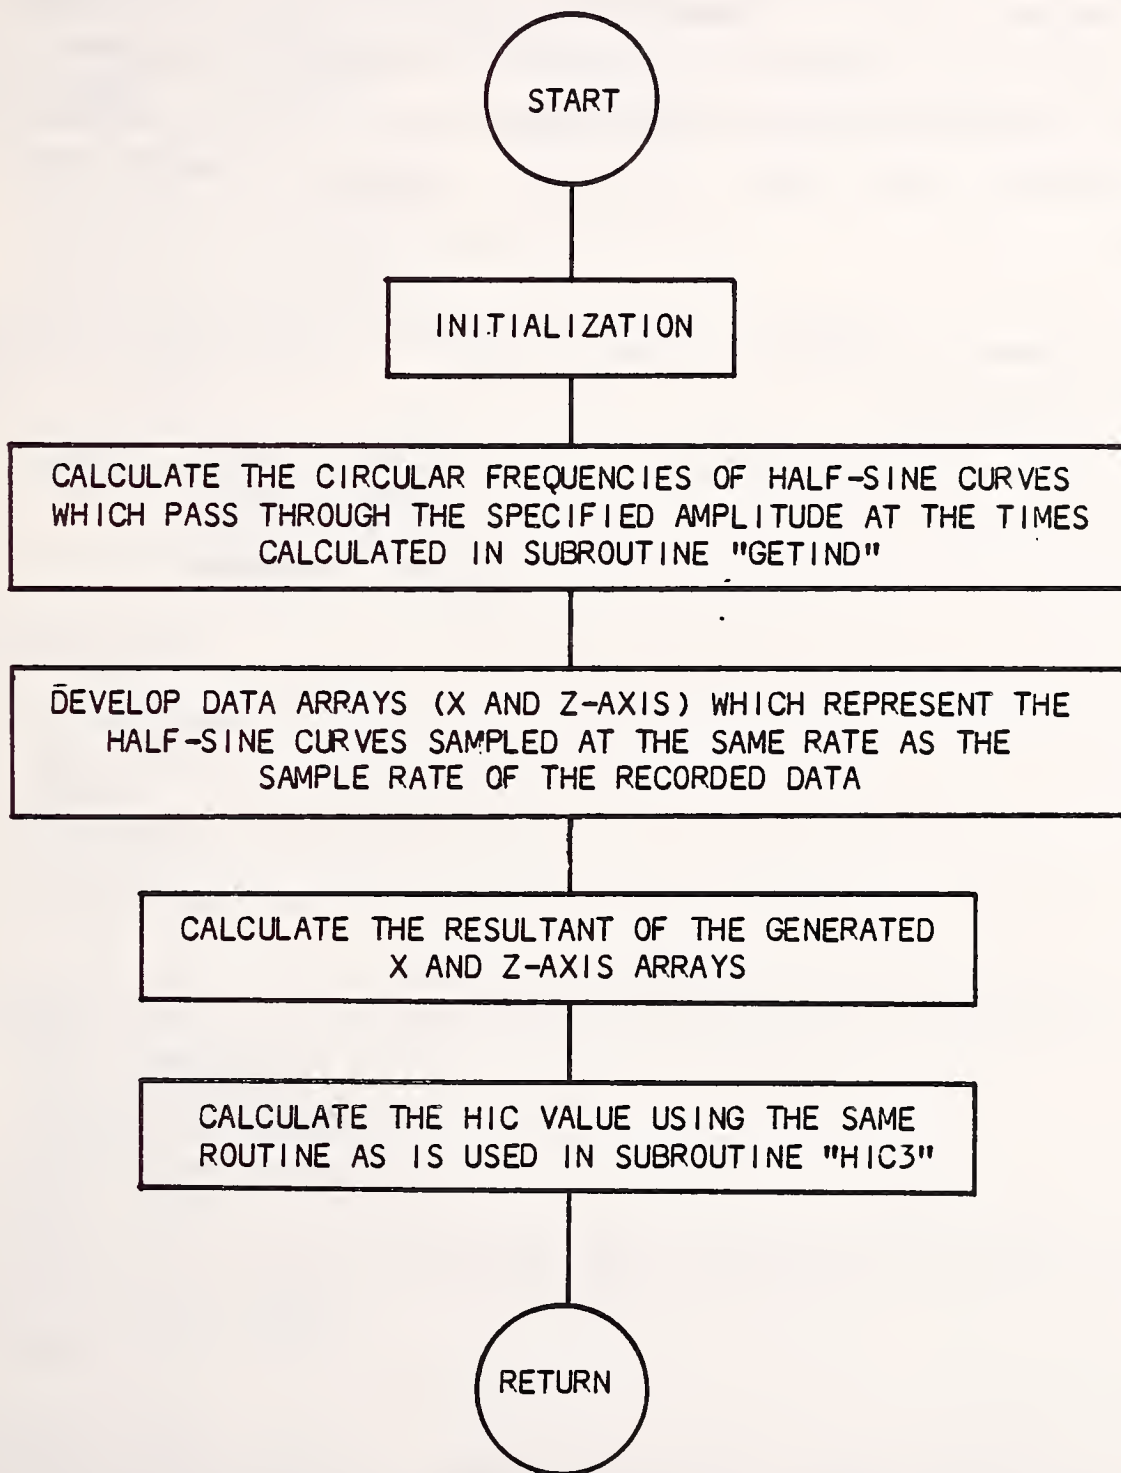 START
INITIALIZATION
CALCULATE THE CIRCULAR FREQUENCIES OF HALF-SINE CURVES
WHICH PASS THROUGH THE SPECIFIED AMPLITUDE AT THE TIMES
CALCULATED IN SUBROUTINE "GETIND"
DEVELOP DATA ARRAYS (X AND Z-AXIS) WHICH REPRESENT THE
HALF-SINE CURVES SAMPLED AT THE SAME RATE AS THE
SAMPLE RATE OF THE RECORDED DATA
CALCULATE THE RESULTANT OF THE GENERATED
X AND Z-AXIS ARRAYS
CALCULATE THE HIC VALUE USING THE SAME
ROUTINE AS IS USED IN SUBROUTINE "HIC3"
RETURN